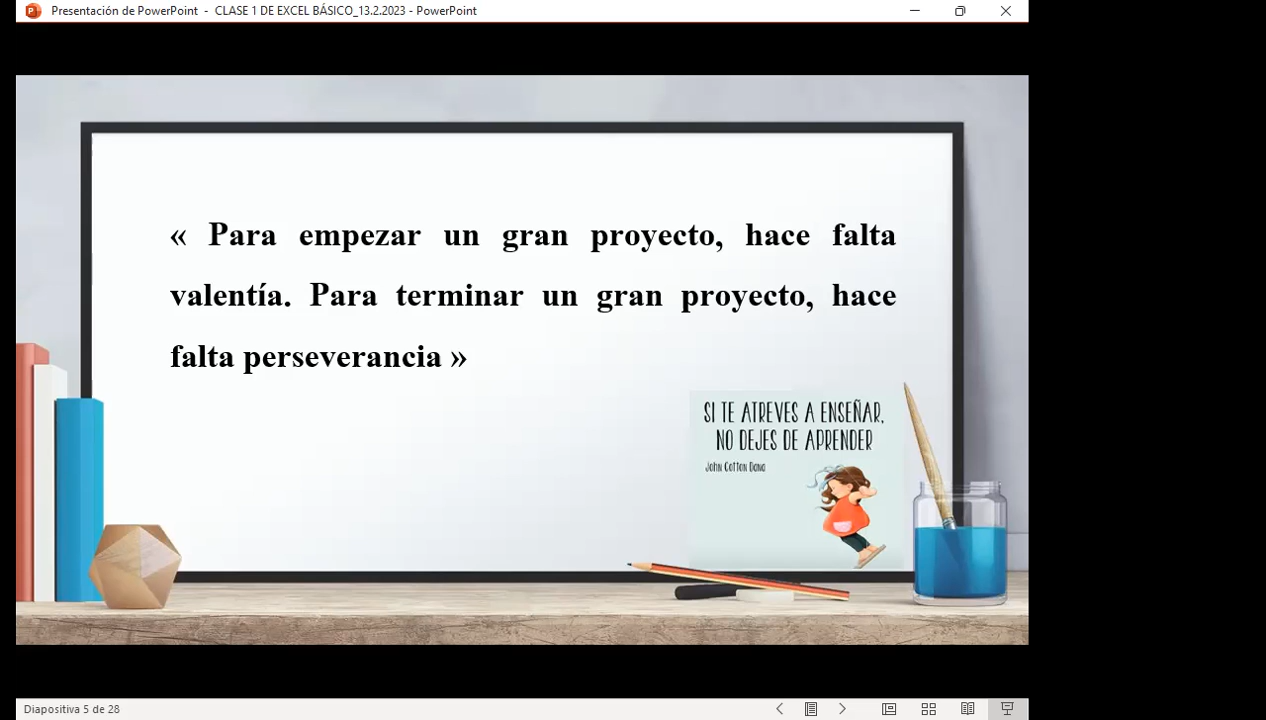 Presentación de PowerPoint - CLASE 1 DE EXCEL BÁSICO_13.2.2023 - PowerPoint
« Para empezar un gran proyecto, hace falta
valentía. Para terminar un gran proyecto, hace
falta perseverancia »
SI TE ATREVES A ENSEÑAR,
NO DEJES DE APRENDER
John Cotton Dana
Diapositiva 5 de 28